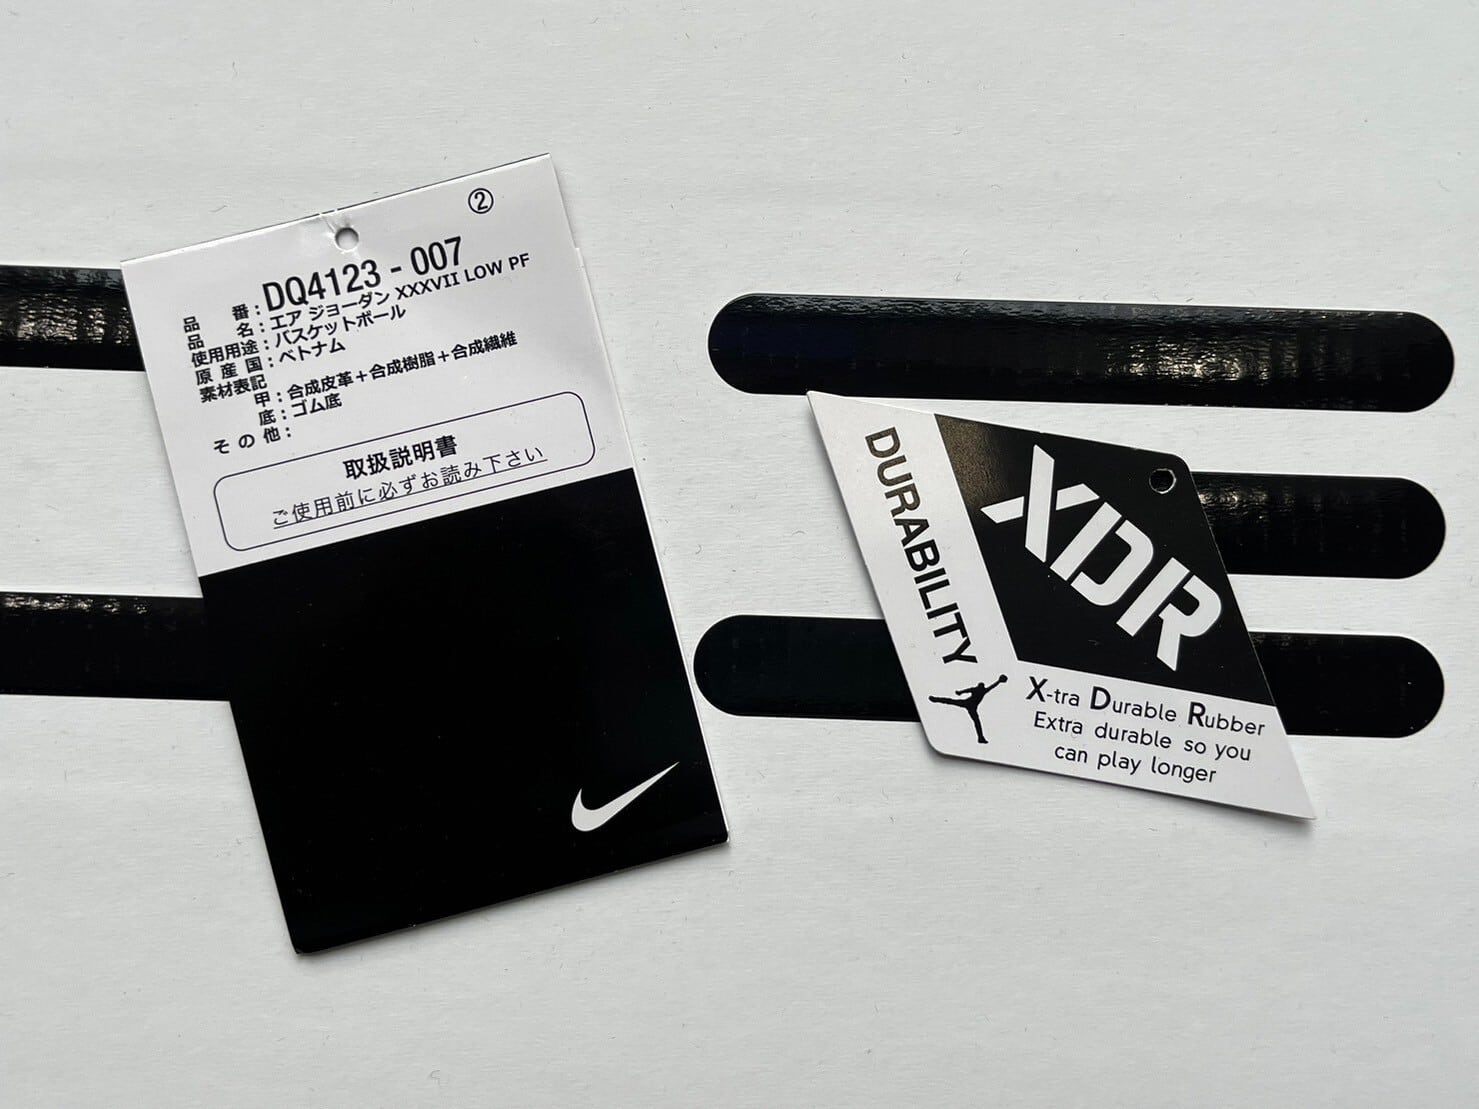 ②
品番：DQ4123 - 007
品名：エア ジョーダン XXXVII LOW PF
使用用途：バスケットボール
原産国：ベトナム
素材表記
甲：合成皮革＋合成樹脂＋合成繊維
底：ゴム底
その他：
取扱説明書
ご使用前に必ずお読み下さい
DURABILITY
XDR
X-tra Durable Rubber
Extra durable so you
can play longer